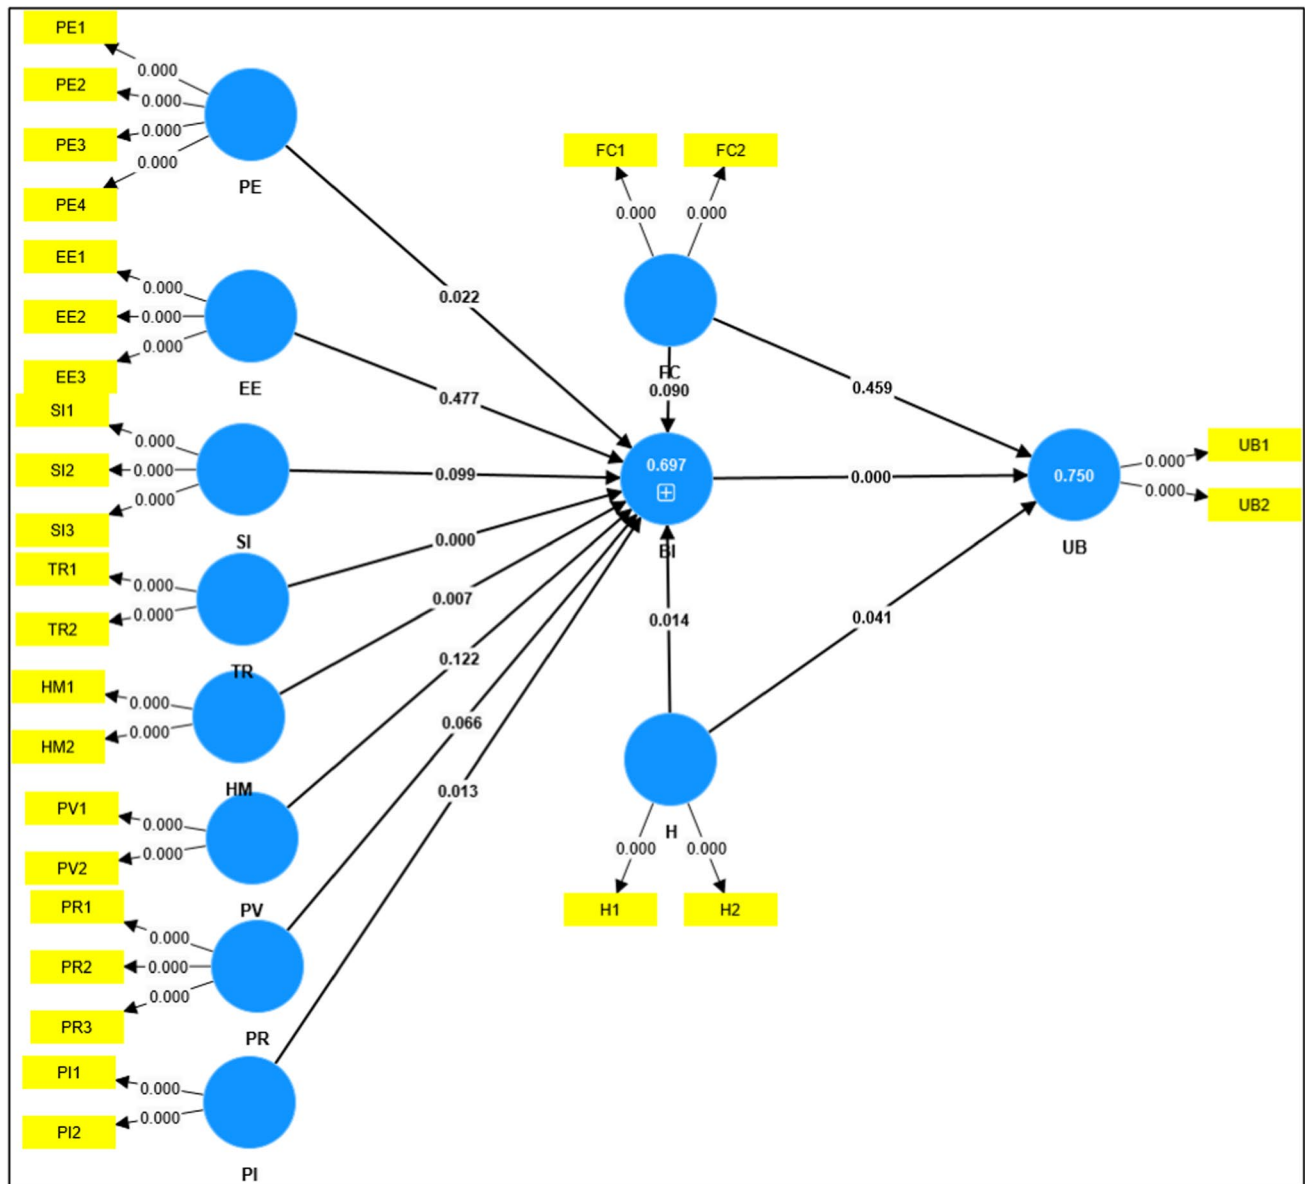 PE1
0.000
PE2
0.000
PE3
0.000
PE4
0.000
PE
EE1
0.000
EE2
0.000
EE3
0.000
EE
SI1
0.000
SI2
0.000
SI3
0.000
SI
TR1
0.000
TR2
0.000
TR
HM1
0.000
HM2
0.000
HM
PV1
0.000
PV2
0.000
PV
PR1
0.000
PR2
0.000
PR3
0.000
PR
PI1
0.000
PI2
0.000
PI
0.022
0.477
0.099
0.000
0.007
0.122
0.066
0.013
FC1
FC2
0.000
0.000
FC
0.090
0.697
BI
0.014
H
0.000
0.000
H1
H2
0.459
0.000
0.041
0.750
UB
0.000
UB1
0.000
UB2